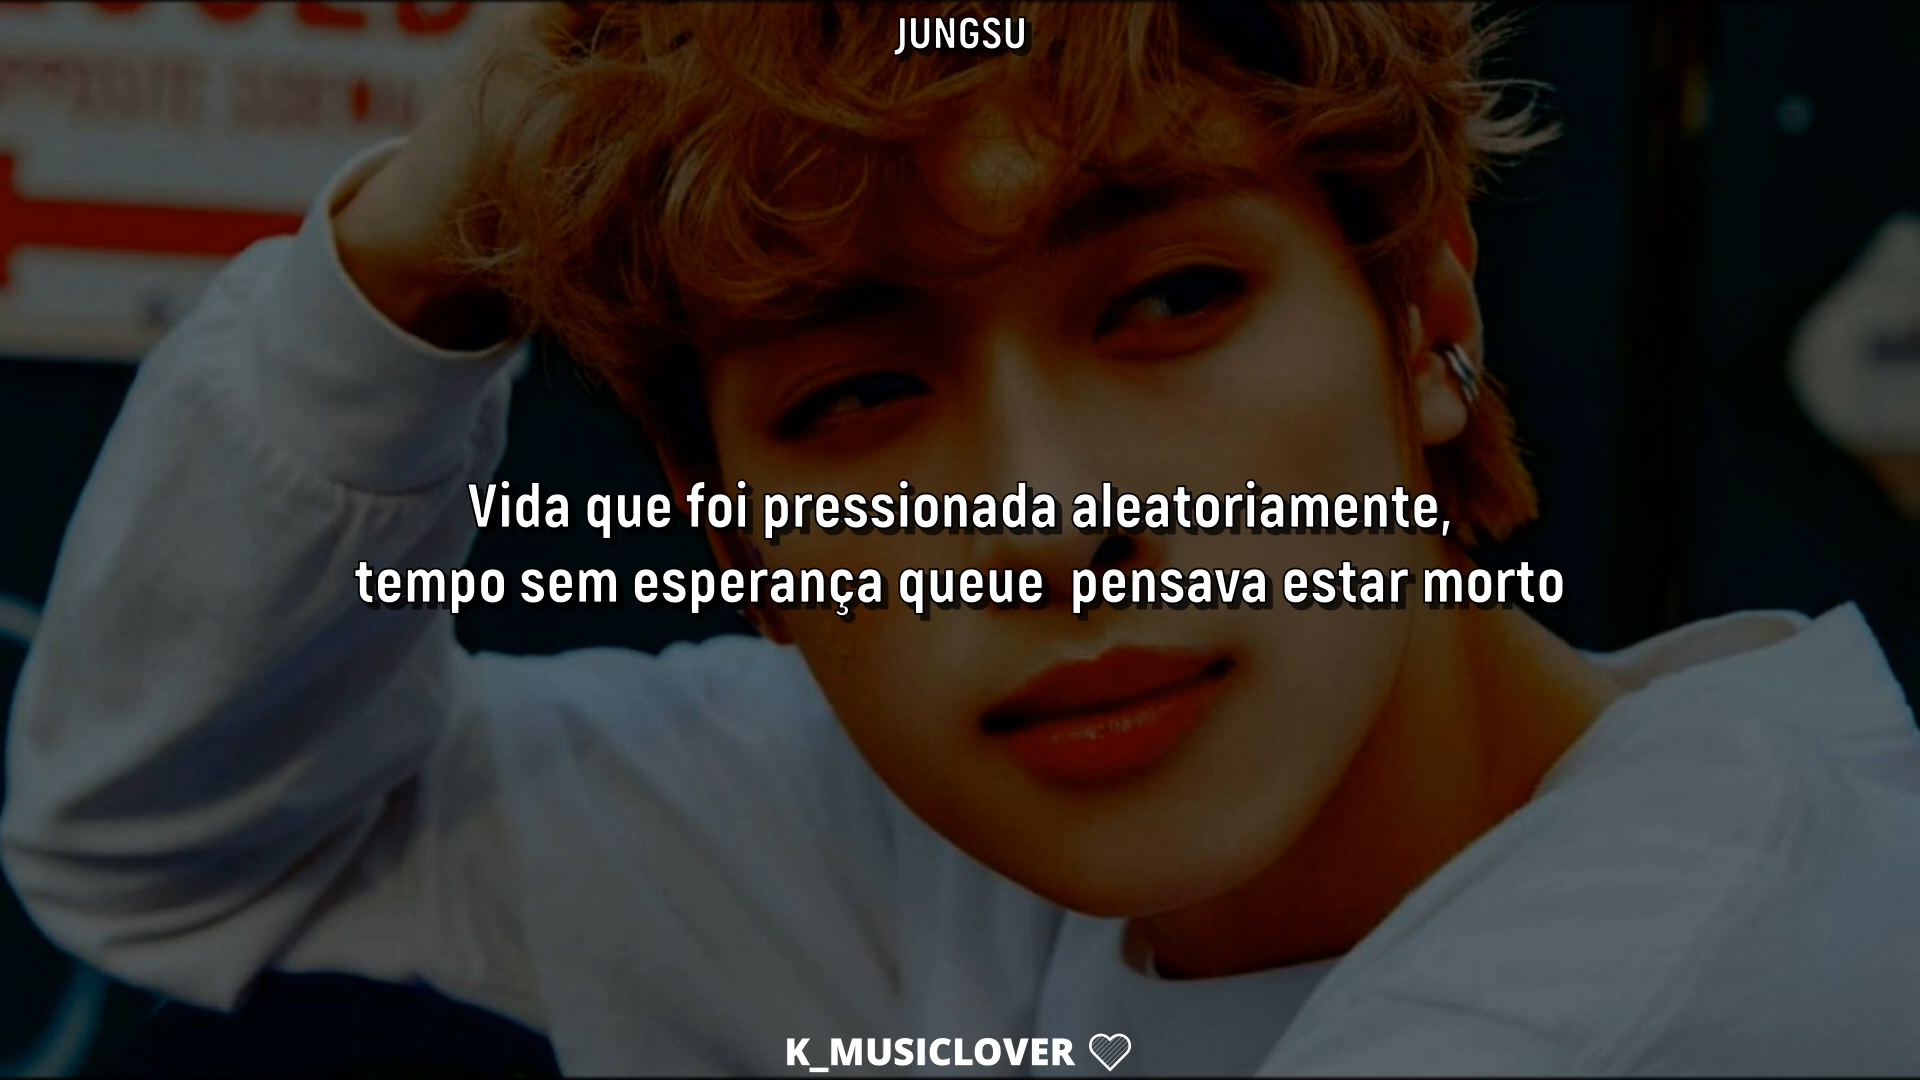 JUNGSU
Vida que foi pressionada aleatoriamente,
tempo sem esperança queue  pensava estar morto
K_MUSICLOVER